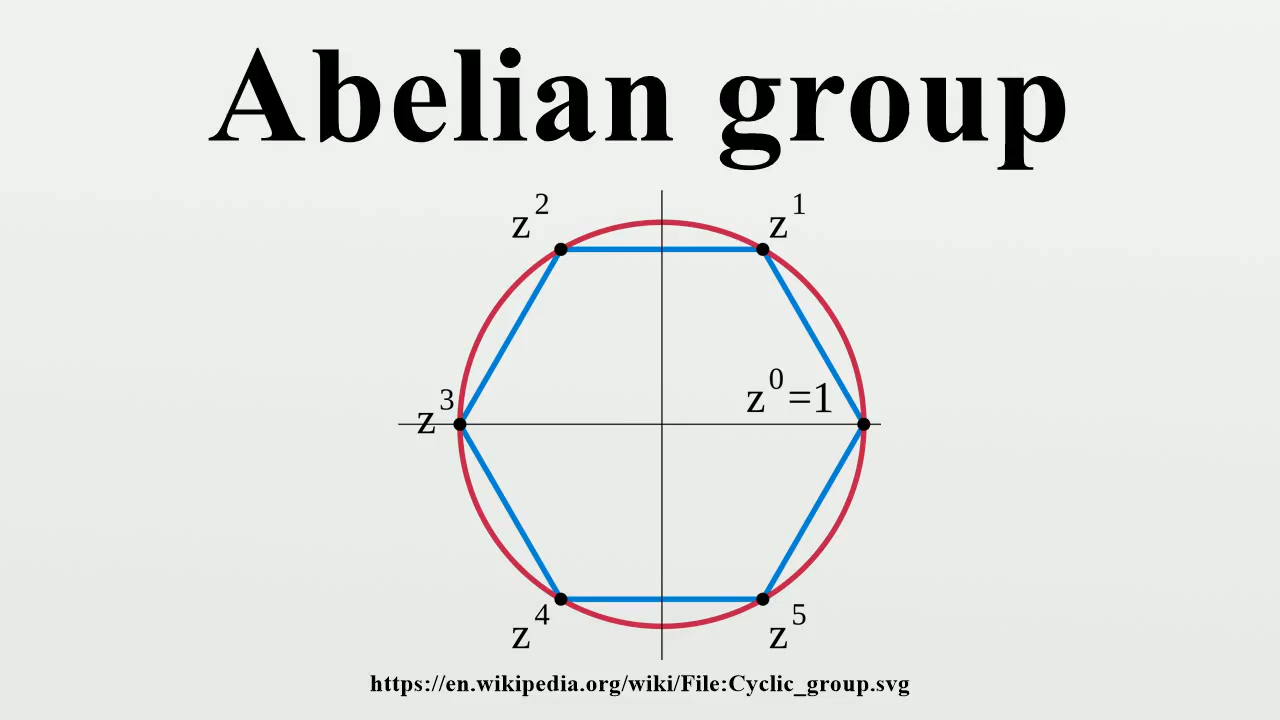 Abelian group
z² z¹
z³ z⁰=1
z⁴ z⁵
https://en.wikipedia.org/wiki/File:Cyclic_group.svg